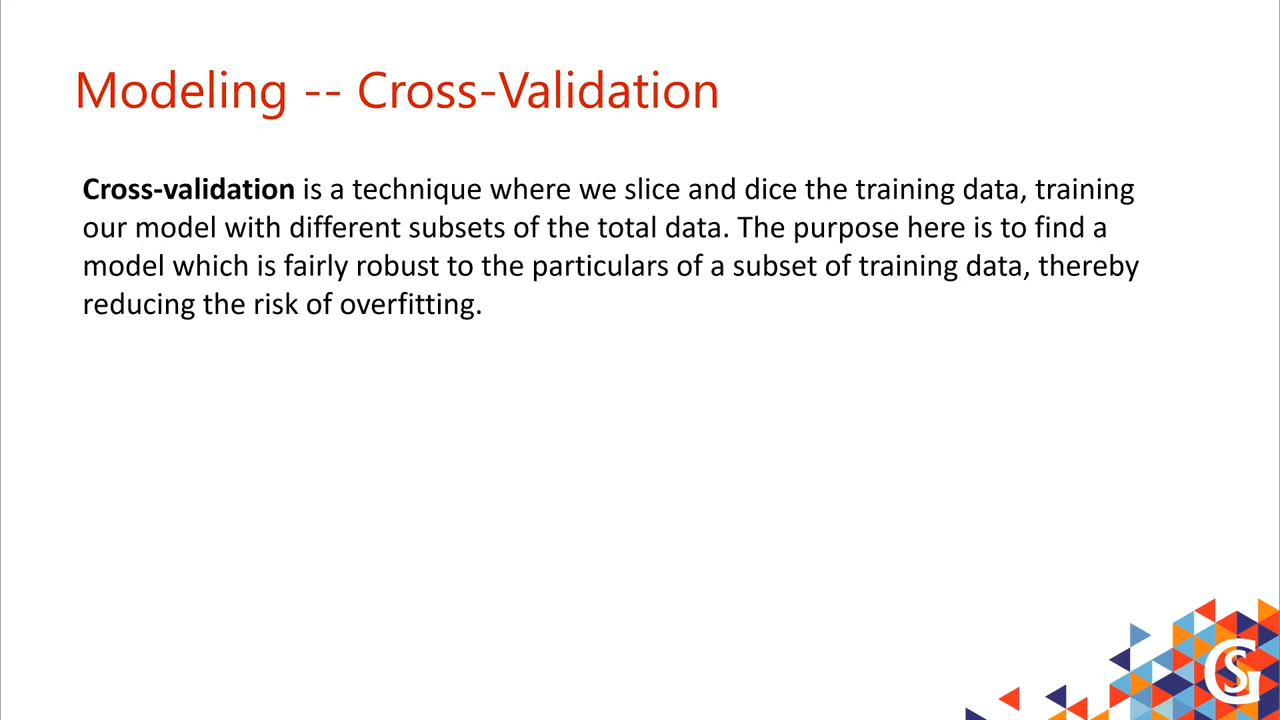 Modeling -- Cross-Validation
Cross-validation is a technique where we slice and dice the training data, training
our model with different subsets of the total data. The purpose here is to find a
model which is fairly robust to the particulars of a subset of training data, thereby
reducing the risk of overfitting.
GS